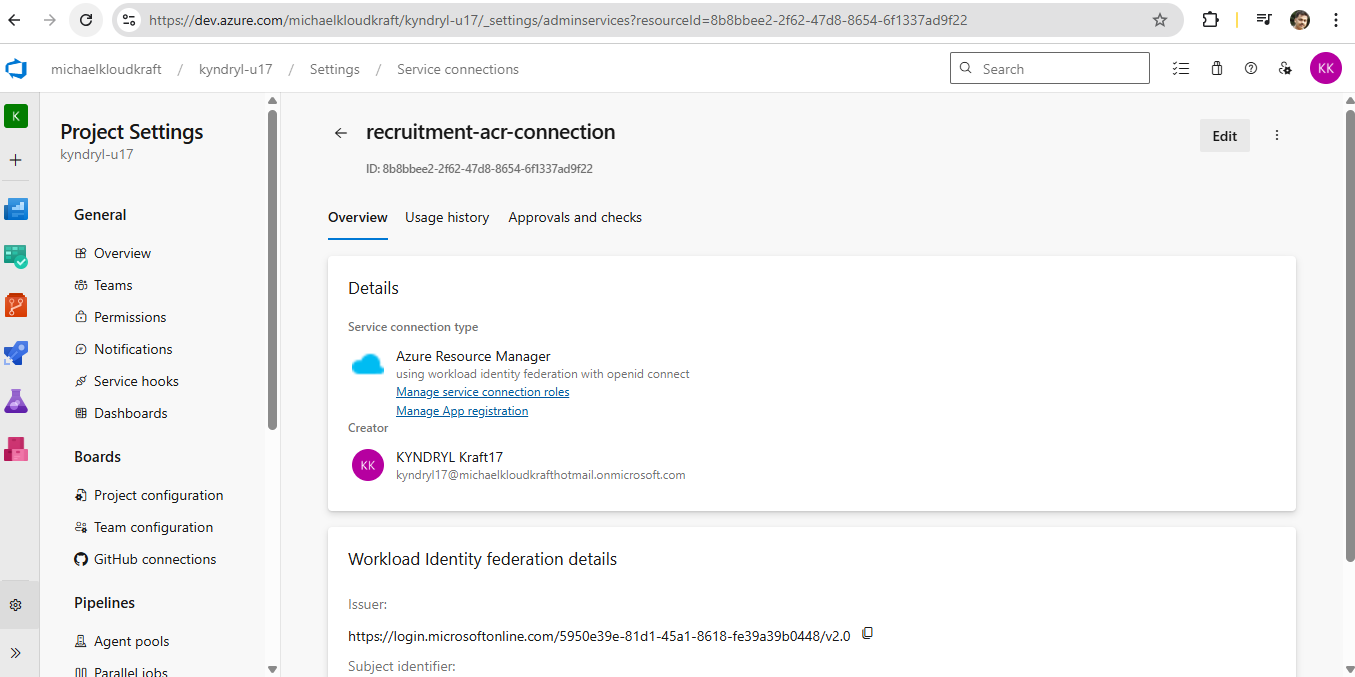 https://dev.azure.com/michaelkloudkraft/kyndryl-u17/_settings/adminservices?resourceId=8b8bbee2-2f62-47d8-8654-6f1337ad9f22
michaelkloudkraft / kyndryl-u17 / Settings / Service connections
Search
KK
K
Project Settings
kyndryl-u17
General
Overview
Teams
Permissions
Notifications
Service hooks
Dashboards
Boards
Project configuration
Team configuration
GitHub connections
Pipelines
Agent pools
Parallel jobs
recruitment-acr-connection
Edit
ID: 8b8bbee2-2f62-47d8-8654-6f1337ad9f22
Overview Usage history Approvals and checks
Details
Service connection type
Azure Resource Manager
using workload identity federation with openid connect
Manage service connection roles
Manage App registration
Creator
KK
KYNDRYL Kraft17
kyndryl17@michaelkloudkrafthotmail.onmicrosoft.com
Workload Identity federation details
Issuer:
https://login.microsoftonline.com/5950e39e-81d1-45a1-8618-fe39a39b0448/v2.0
Subject identifier: